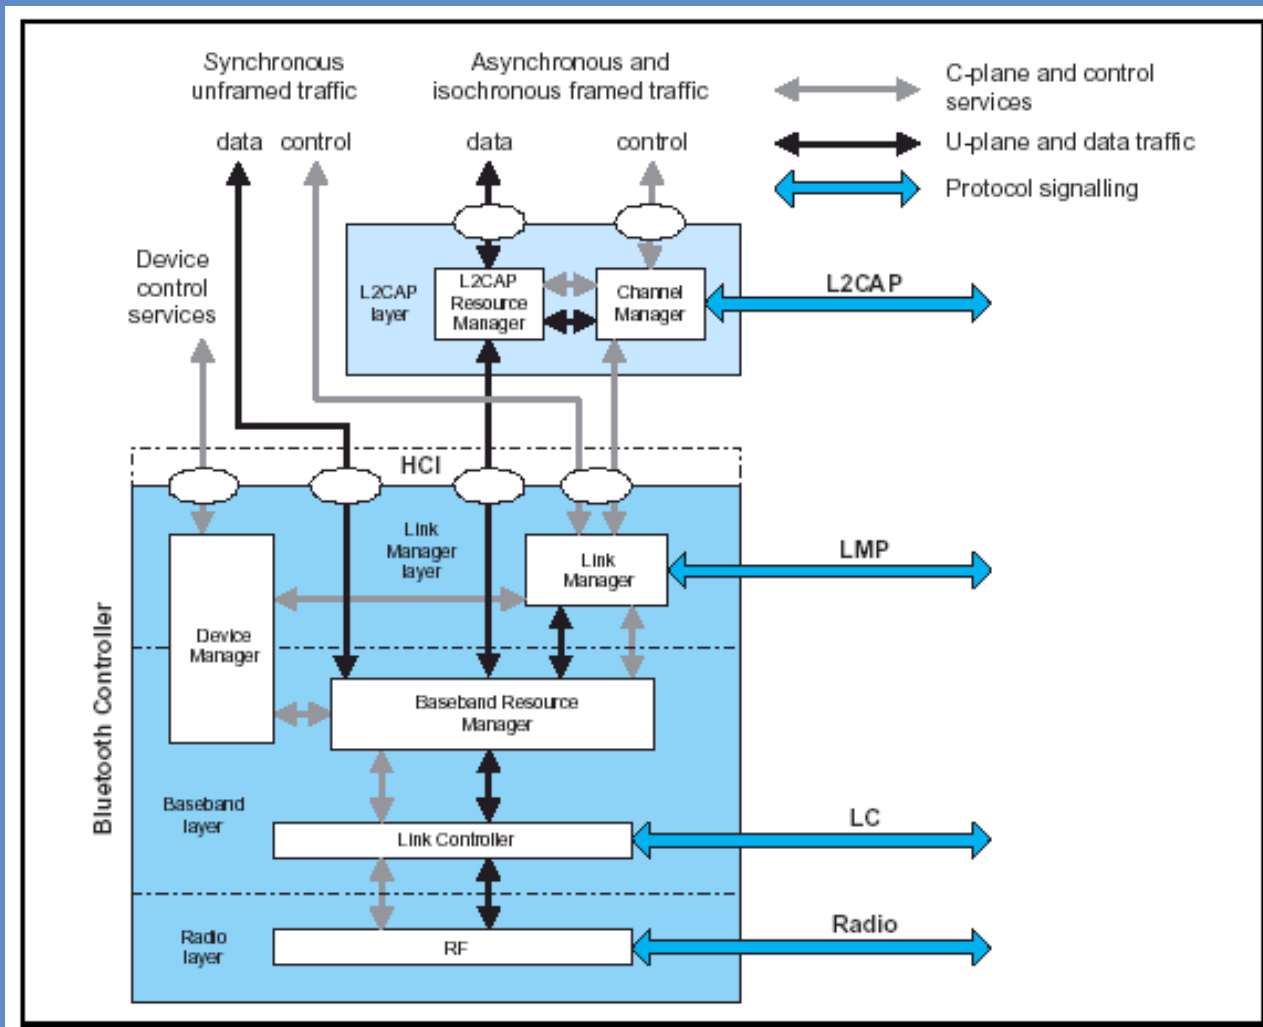 Synchronous
unframed traffic
Asynchronous and
isochronous framed traffic
C-plane and control
services
data
control
data
control
U-plane and data traffic
Protocol signalling
Device
control
services
L2CAP
layer
L2CAP
Resource
Manager
Channel
Manager
L2CAP
HCI
Link
Manager
layer
Link
Manager
LMP
Bluetooth Controller
Device
Manager
Baseband Resource
Manager
Baseband
layer
Link Controller
LC
Radio
layer
RF
Radio